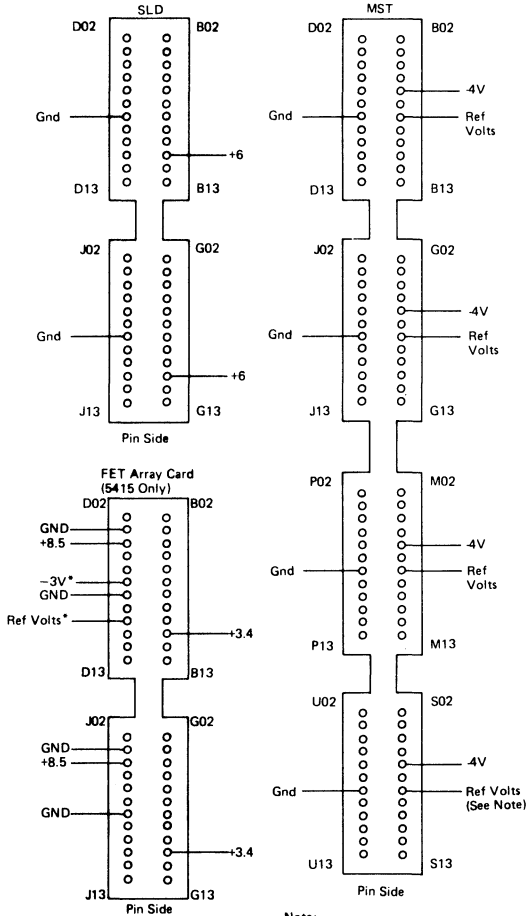 SLD
D02 B02
Gnd
+6
D13 B13
J02 G02
Gnd
+6
J13 G13
Pin Side
FET Array Card
(5415 Only)
D02 B02
GND
+8.5
-3V*
GND
Ref Volts*
+3.4
D13 B13
J02 G02
GND
+8.5
GND
+3.4
J13 G13
Pin Side
MST
D02 B02
-4V
Gnd Ref
Volts
D13 B13
J02 G02
-4V
Gnd Ref
Volts
J13 G13
P02 M02
-4V
Gnd Ref
Volts
P13 M13
U02 S02
-4V
Gnd Ref Volts
(See Note)
U13 S13
Pin Side